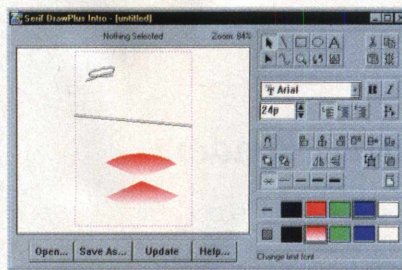 Serif DrawPlus Intro - [untitled]
Nothing Selected Zoom: 84%
A
Arial B I
24p
Open... Save As... Update Help...
Change text font